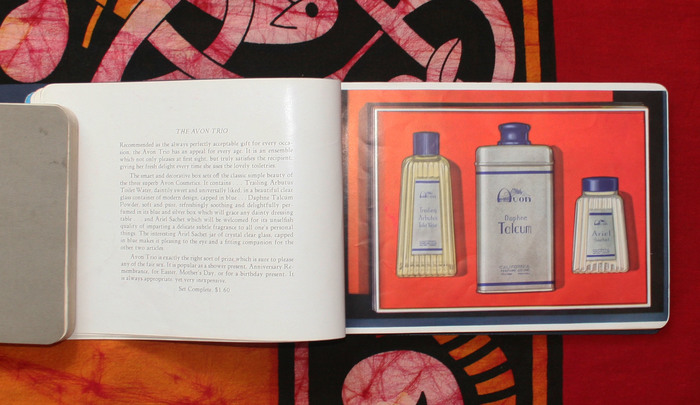 THE AVON TRIO
Recommended as the always perfectly acceptable gift for every occa-
sion, the Avon Trio has an appeal for every age. It is an ensemble
which not only please at first sight, but truly satisfies the recipient,
giving her fresh delight every time she uses the lovely toiletries.
The smart and decorative box sets off the classic simple beauty of
the three superb Avon Cosmetics. It contains ... Trailing Arbutus
Toilet Water, dainty sweet and universally liked, in a beautiful clear
glass container of modern design, capped in blue ... Daphne Talcum
Powder, soft and pure, refreshingly soothing and delightfully per-
fumed in its blue and silver box which will grace any dainty dressing
table ... and Ariel Sachet which will be welcomed for its unselfish
quality of imparting a delicate subtle fragrance to all one's personal
things. The interesting Ariel Sachet jar of crystal clear glass, capped
in blue makes it pleasing to the eye and a fitting companion for the
other two articles.
Avon Trio is exactly the right sort of prize, which is sure to please
any of the fair sex. It is popular as a shower present, Anniversary Re-
membrance, for Easter, Mother's Day, or for a birthday present. It
is always appropriate, yet very inexpensive.
Set Complete, $1.60
Avon
Trailing
Arbutus
Toilet Water
Avon
Daphne
Talcum
Ariel